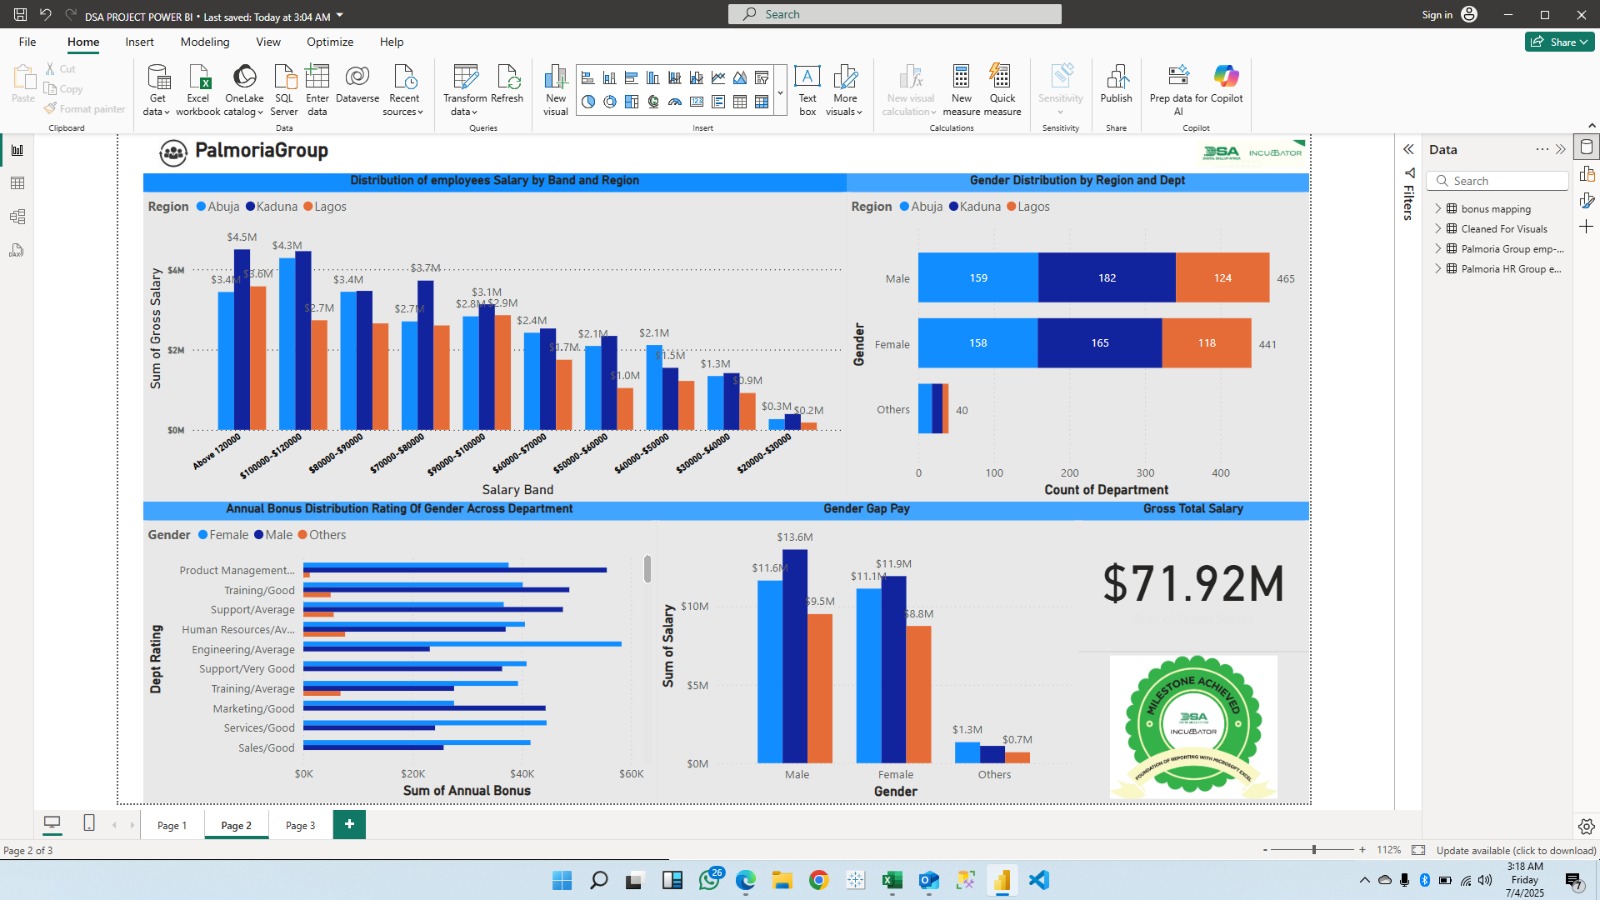 DSA PROJECT POWER BI • Last saved: Today at 3:04 AM
Search
Sign in
File
Home
Insert
Modeling
View
Optimize
Help
Share
Paste
Cut
Copy
Format painter
Clipboard
Get data
Excel workbook
OneLake catalog
SQL Server
Enter data
Dataverse
Recent sources
Data
Transform data
Refresh
Queries
New visual
Text box
More visuals
Insert
New visual calculation
New measure
Quick measure
Calculations
Sensitivity
Sensitivity
Publish
Share
Prep data for AI
Copilot
Copilot
PalmoriaGroup
DSA
INCUBATOR
Distribution of employees Salary by Band and Region
Region Abuja Kaduna Lagos
Sum of Gross Salary
$4M
$2M
$0M
$3.4M
$4.5M
$3.6M
$4.3M
$2.7M
$3.4M
$2.7M
$3.7M
$2.8M
$3.1M
$2.9M
$2.4M
$1.7M
$2.1M
$1.0M
$2.1M
$1.5M
$1.3M
$0.9M
$0.3M
$0.2M
Above 120000
$100000-$120000
$80000-$90000
$70000-$80000
$90000-$100000
$60000-$70000
$50000-$60000
$40000-$50000
$30000-$40000
$20000-$30000
Salary Band
Gender Distribution by Region and Dept
Region Abuja Kaduna Lagos
Gender
Male
159
182
124
465
Female
158
165
118
441
Others
40
0
100
200
300
400
Count of Department
Annual Bonus Distribution Rating Of Gender Across Department
Gender Female Male Others
Dept Rating
Product Management...
Training/Good
Support/Average
Human Resources/Av...
Engineering/Average
Support/Very Good
Training/Average
Marketing/Good
Services/Good
Sales/Good
$0K
$20K
$40K
$60K
Sum of Annual Bonus
Gender Gap Pay
Sum of Salary
$10M
$5M
$0M
$11.6M
$13.6M
$9.5M
$11.1M
$11.9M
$8.8M
$1.3M
$0.7M
Male
Female
Others
Gender
Gross Total Salary
$71.92M
MILESTONE ACHIEVED
DSA
INCUBATOR
FOUNDATION OF REPORTING WITH MICROSOFT EXCEL
Filters
Data
Search
bonus mapping
Cleaned For Visuals
Palmoria Group emp-...
Palmoria HR Group e...
Page 1
Page 2
Page 3
Page 2 of 3
112%
Update available (click to download)
26
3:18 AM
Friday
7/4/2025
7